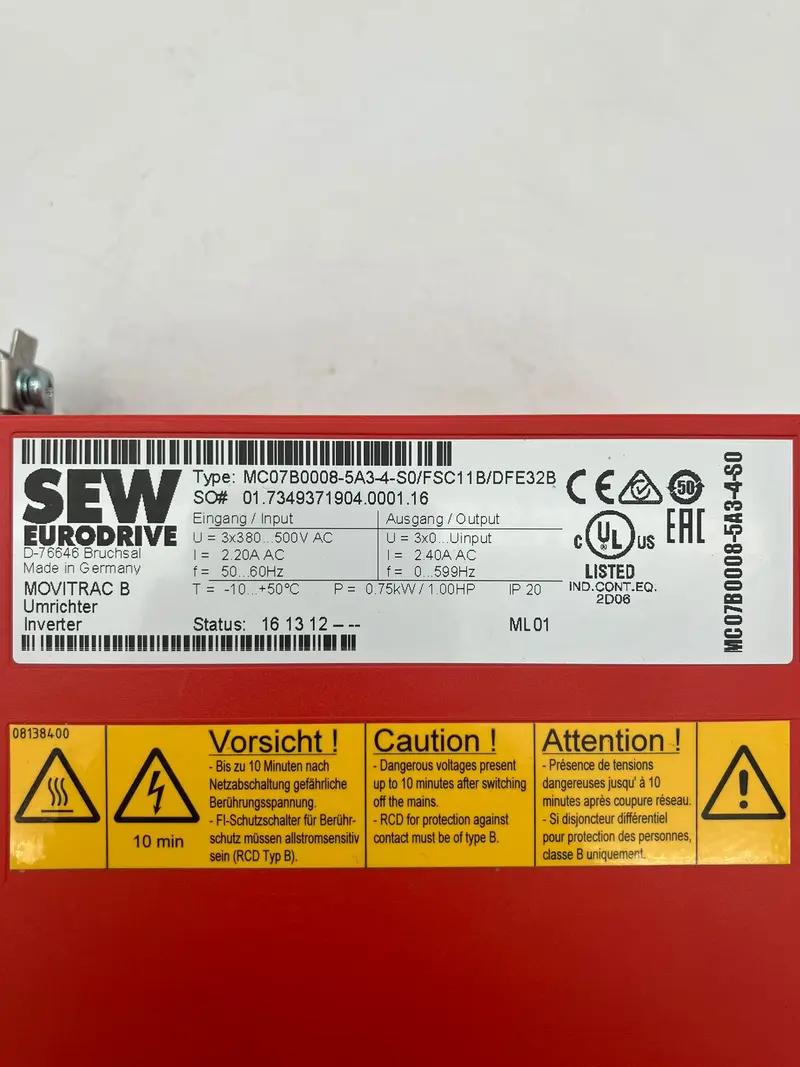 SEW
EURODRIVE
D-76646 Bruchsal
Made in Germany
MOVITRAC B
Umrichter
Inverter
Type: MC07B0008-5A3-4-S0/FSC11B/DFE32B
SO# 01.7349371904.0001.16
Eingang / Input
U = 3x380...500V AC
I = 2.20A AC
f = 50...60Hz
Ausgang / Output
U = 3x0...Uinput
I = 2.40A AC
f = 0...599Hz
T = -10...+50°C P = 0.75kW / 1.00HP IP 20
Status: 16 13 12 -- --
ML 01
CE
50
C UL US
LISTED
IND.CONT.EQ.
2D06
EAC
MC07B0008-5A3-4-S0
08138400
10 min
Vorsicht !
- Bis zu 10 Minuten nach
Netzabschaltung gefährliche
Berührungsspannung.
- FI-Schutzschalter für Berühr-
schutz müssen allstromsensitiv
sein (RCD Typ B).
Caution !
- Dangerous voltages present
up to 10 minutes after switching
off the mains.
- RCD for protection against
contact must be of type B.
Attention !
- Présence de tensions
dangereuses jusqu' à 10
minutes après coupure réseau.
- Si disjoncteur différentiel
pour protection des personnes,
classe B uniquement.